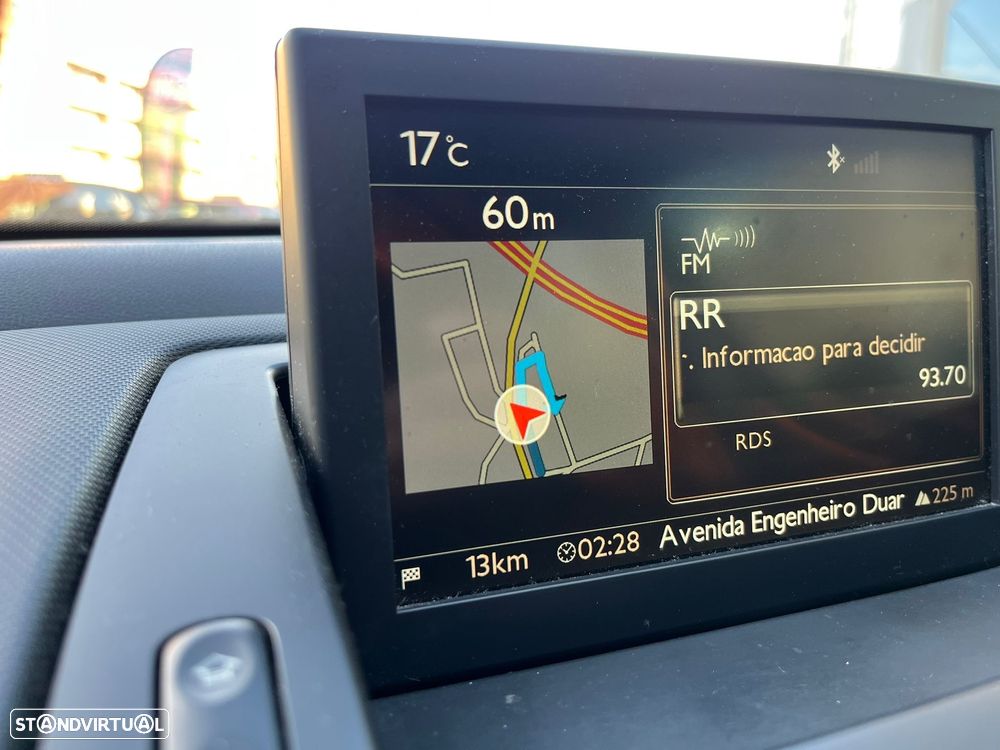 17°C
60m
FM
RR
. Informacao para decidir
93.70
RDS
13km 02:28 Avenida Engenheiro Duar 225 m
STANDVIRTUAL